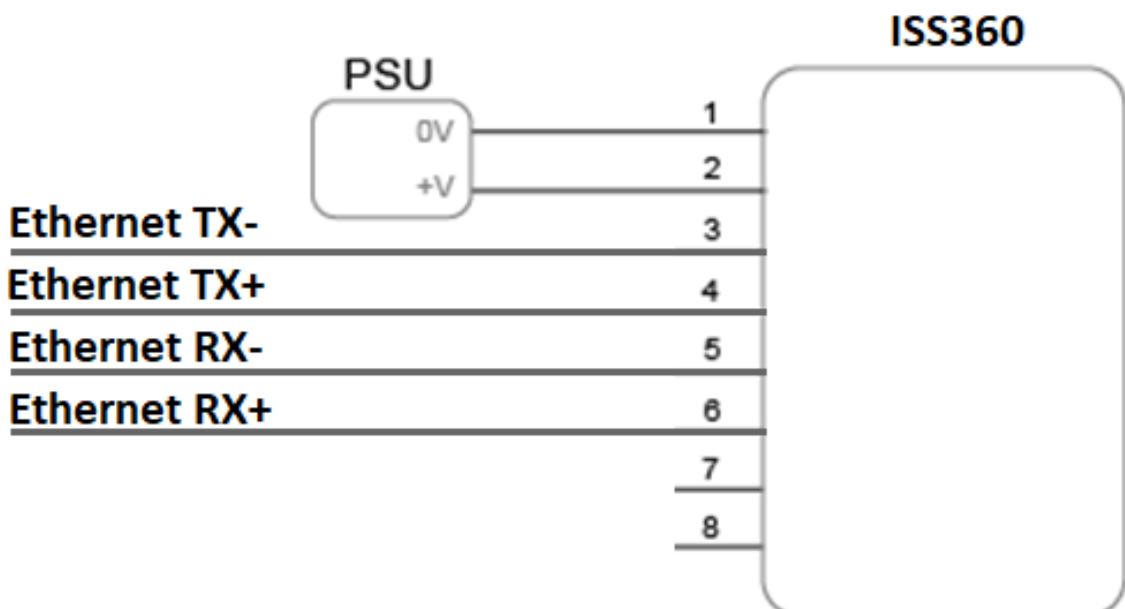 ISS360
PSU
0V
+V
1
2
Ethernet TX-
3
Ethernet TX+
4
Ethernet RX-
5
Ethernet RX+
6
7
8